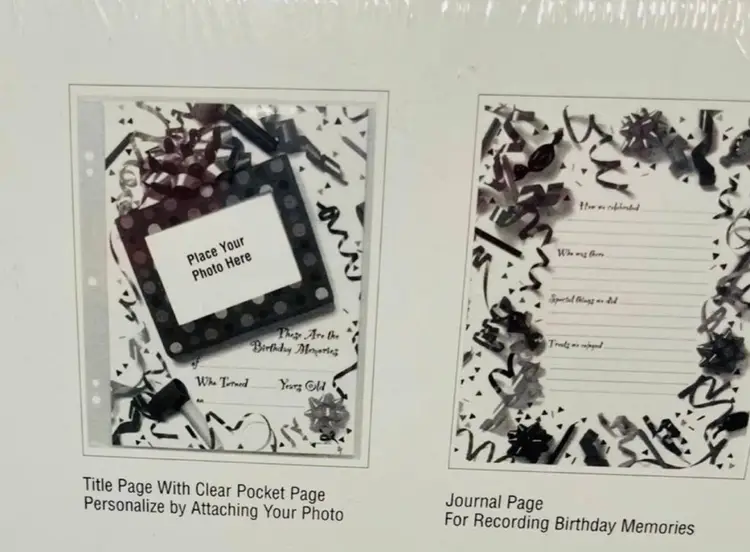 Place Your
Photo Here
These Are the
Birthday Memories
of
Who Turned Years Old
on
How we celebrated
Who was there
Special things we did
Treats we enjoyed
Title Page With Clear Pocket Page
Personalize by Attaching Your Photo
Journal Page
For Recording Birthday Memories